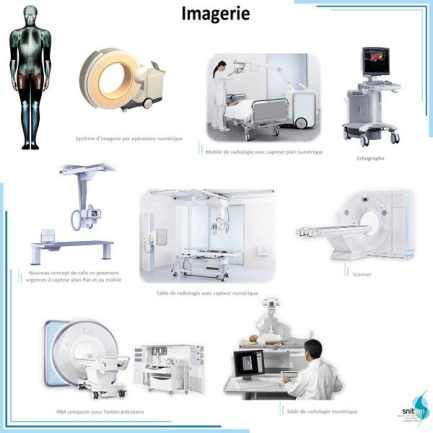 Imagerie
Système d'imagerie per opératoire numérique
Mobile de radiologie avec capteur plan numérique
Echographe
Nouveau concept de salle en poumons
urgences à capteur plan fixe et ou mobile
Table de radiologie avec capteur numérique
Scanner
IRM compacte pour l'ostéo-articulaire
Table de radiologie numérique
snitem